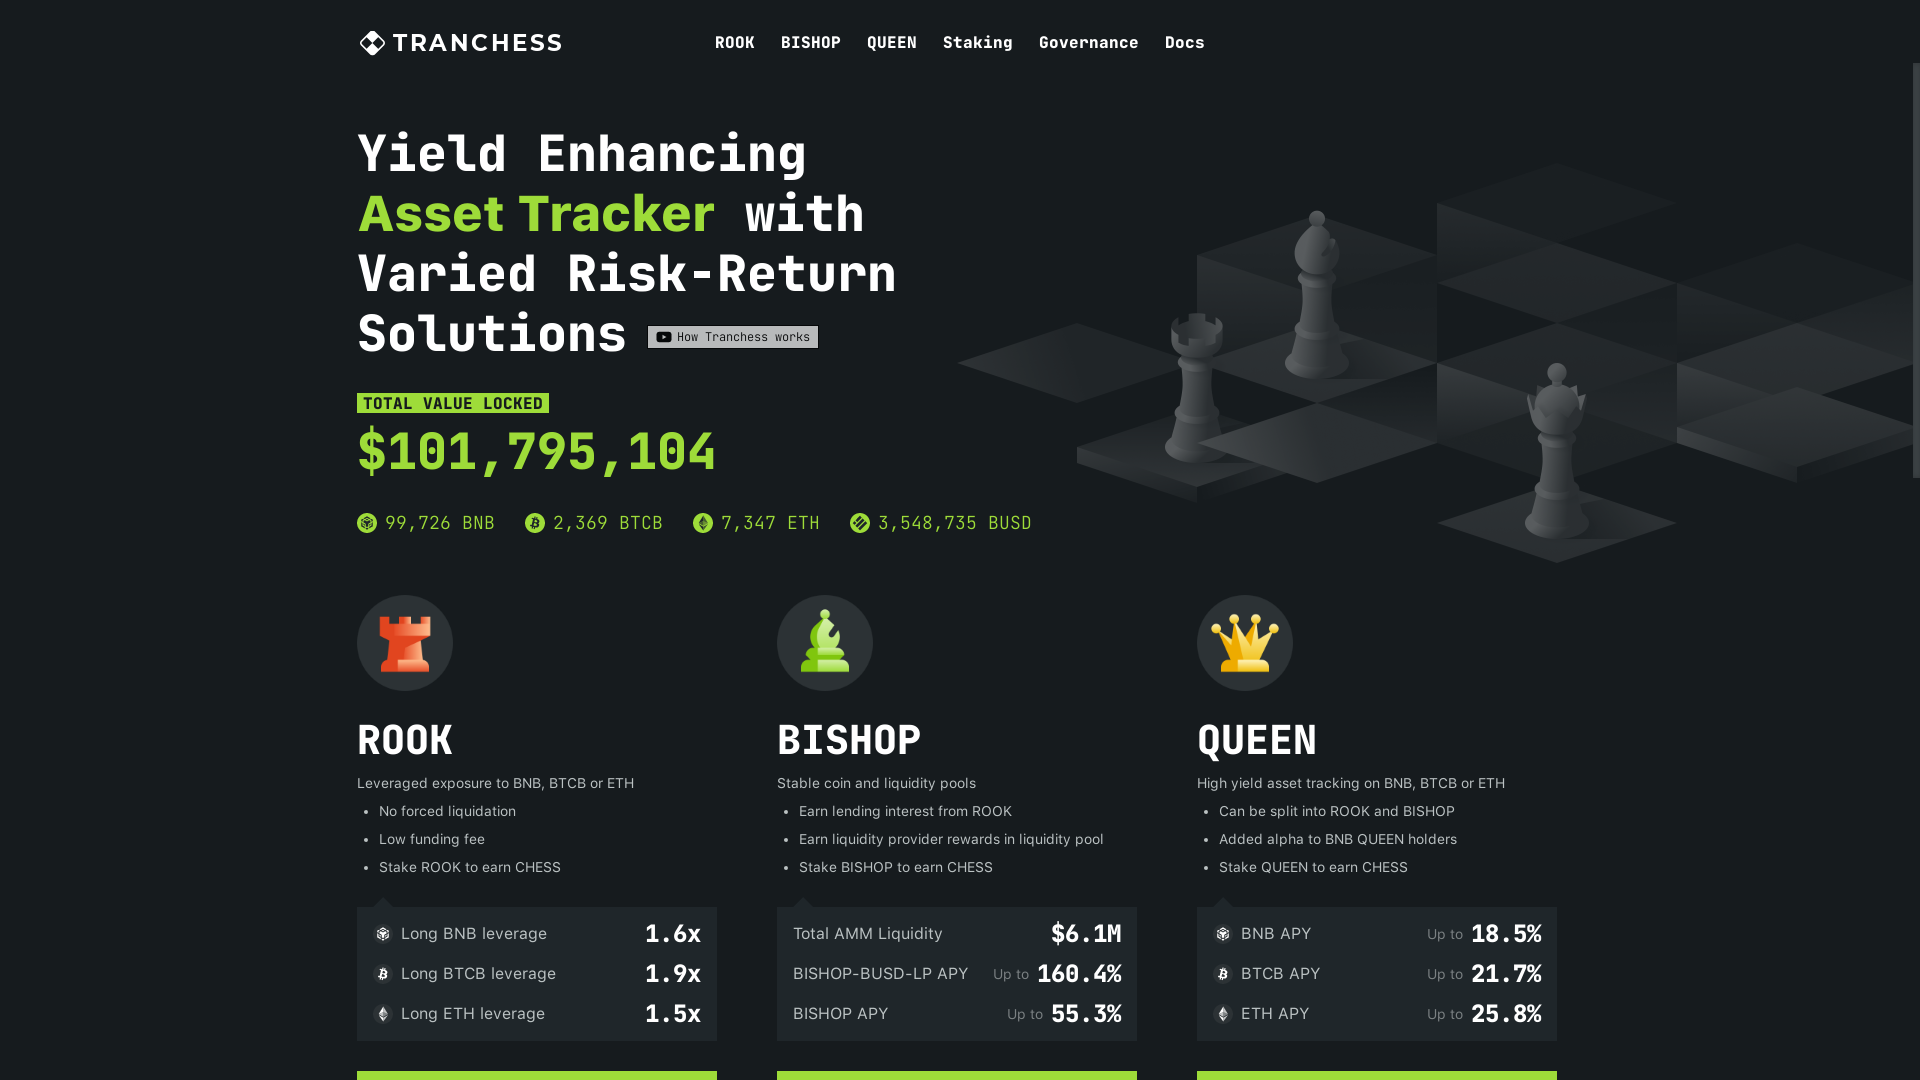 TRANCHESS
ROOK BISHOP QUEEN Staking Governance Docs
Yield Enhancing
Asset Tracker with
Varied Risk-Return
Solutions How Tranchess works
TOTAL VALUE LOCKED
$101,795,104
99,726 BNB 2,369 BTCB 7,347 ETH 3,548,735 BUSD
ROOK
Leveraged exposure to BNB, BTCB or ETH
• No forced liquidation
• Low funding fee
• Stake ROOK to earn CHESS
Long BNB leverage 1.6x
Long BTCB leverage 1.9x
Long ETH leverage 1.5x
BISHOP
Stable coin and liquidity pools
• Earn lending interest from ROOK
• Earn liquidity provider rewards in liquidity pool
• Stake BISHOP to earn CHESS
Total AMM Liquidity $6.1M
BISHOP-BUSD-LP APY Up to 160.4%
BISHOP APY Up to 55.3%
QUEEN
High yield asset tracking on BNB, BTCB or ETH
• Can be split into ROOK and BISHOP
• Added alpha to BNB QUEEN holders
• Stake QUEEN to earn CHESS
BNB APY Up to 18.5%
BTCB APY Up to 21.7%
ETH APY Up to 25.8%